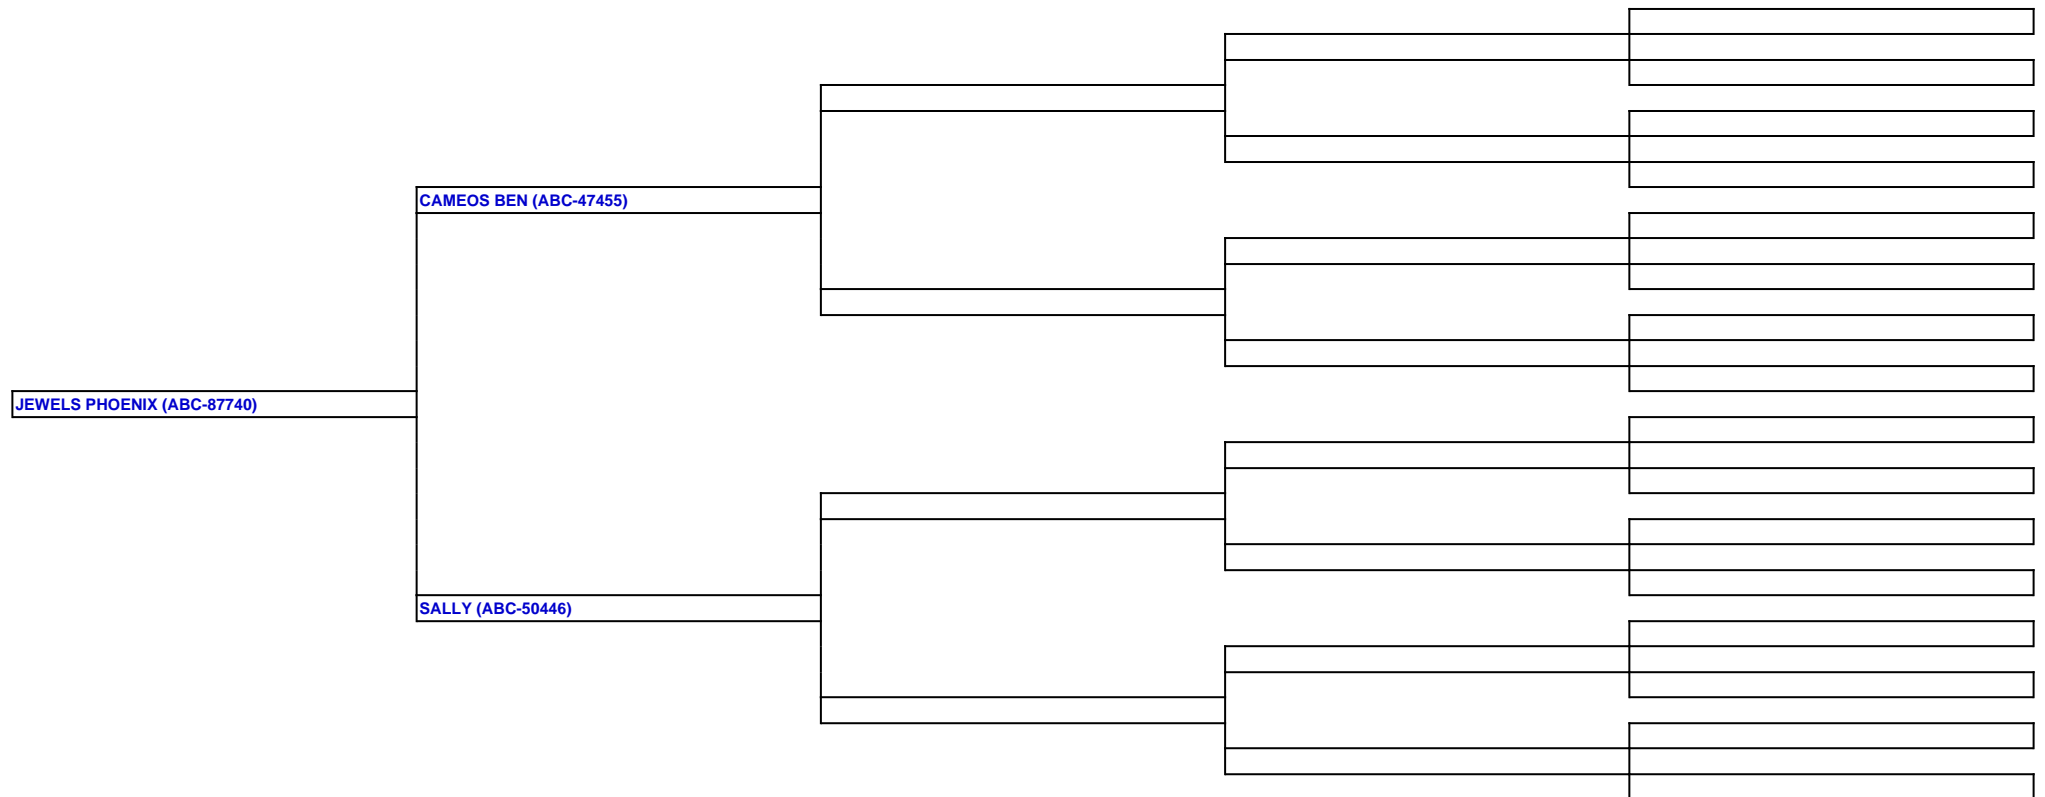 CAMEOS BEN (ABC-47455)
JEWELS PHOENIX (ABC-87740)
SALLY (ABC-50446)